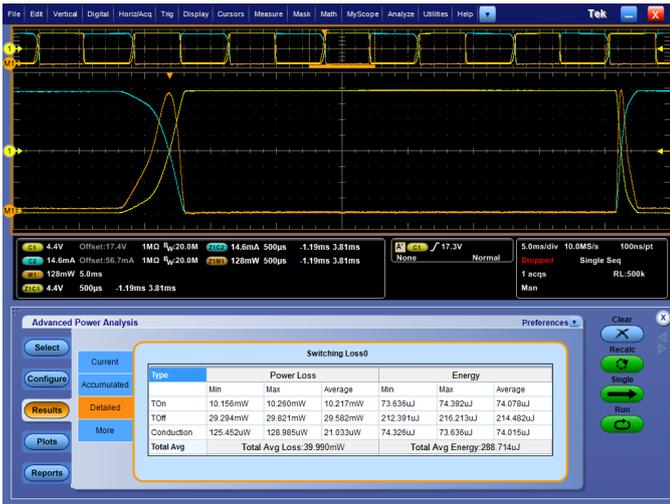 File Edit Vertical Digital Horiz/Acq Trig Display Cursors Measure Mask Math MyScope Analyze Utilities Help Tek X
1
M1
1
M1
C1 4.4V Offset:17.4V 1MΩ BW:20.0M Z1C2 14.6mA 500µs -1.19ms 3.81ms
C2 14.6mA Offset:56.7mA 1MΩ BW:20.0M Z1M1 128mW 500µs -1.19ms 3.81ms
M1 128mW 5.0ms
Z1C1 4.4V 500µs -1.19ms 3.81ms
A' C1 17.3V
None Normal
5.0ms/div 10.0MS/s 100ns/pt
Stopped Single Seq
1 acqs RL:500k
Man
Advanced Power Analysis
Preferences
Select
Configure
Results
Plots
Reports
Current
Accumulated
Detailed
More
Switching Loss0
Type Power Loss Energy
Min Max Average Min Max Average
TOn 10.156mW 10.260mW 10.217mW 73.636uJ 74.392uJ 74.078uJ
TOff 29.294mW 29.821mW 29.582mW 212.391uJ 216.213uJ 214.482uJ
Conduction 125.452uW 128.985uW 21.033uW 74.326uJ 73.636uJ 74.015uJ
Total Avg Total Avg Loss:39.990mW Total Avg Energy:288.714uJ
Clear
X
Recalc
Single
Run
X